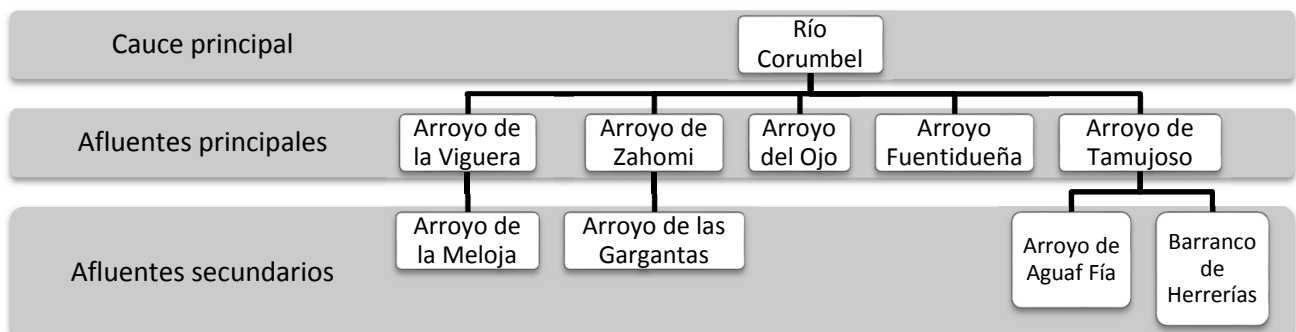 Cauce principal
Río
Corumbel
Afluentes principales
Arroyo de
la Viguera
Arroyo de
Zahomi
Arroyo
del Ojo
Arroyo
Fuentidueña
Arroyo de
Tamujoso
Afluentes secundarios
Arroyo de
la Meloja
Arroyo de las
Gargantas
Arroyo de
Aguaf Fía
Barranco
de
Herrerías